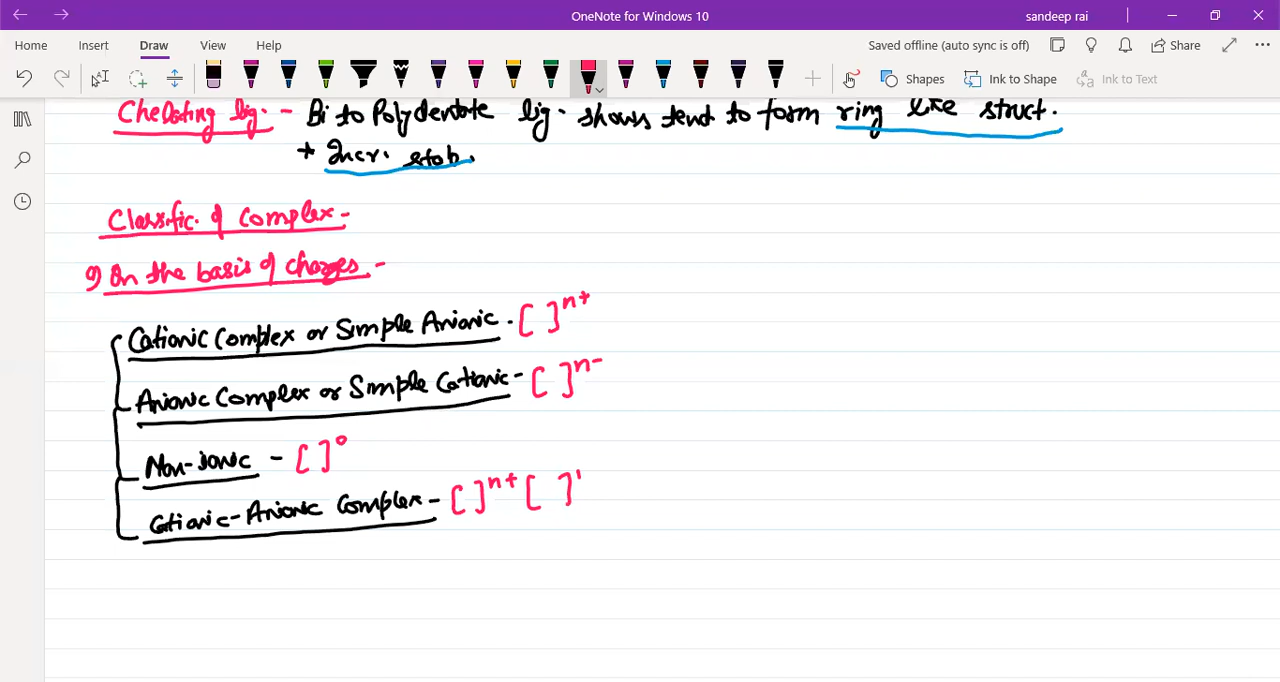 OneNote for Windows 10
sandeep rai
Home Insert Draw View Help
Saved offline (auto sync is off)
Share
Shapes
Ink to Shape
Ink to Text
Chelating lig. - Bi to Polydentate lig. shows tend to form ring like struct.
+ Incr. stab.
Classific. of Complex -
1) On the basis of charges -
Cationic Complex or Simple Anionic. [ ]ⁿ⁺
Anionic Complex or Simple Cationic - [ ]ⁿ⁻
Non-ionic - [ ]⁰
Cationic-Anionic Complex - [ ]ⁿ⁺ [ ]'